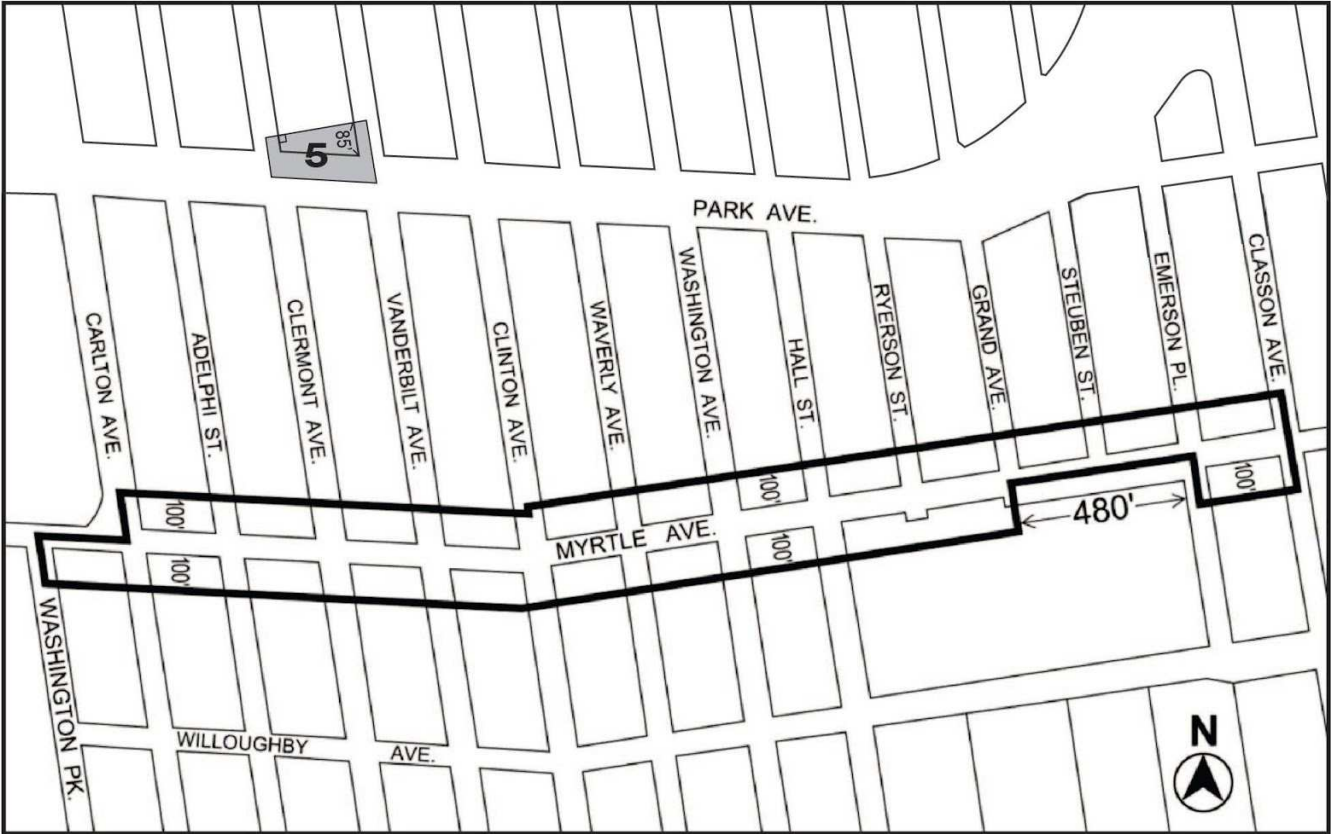 85'
5
PARK AVE.
CARLTON AVE.
ADELPHI ST.
CLERMONT AVE.
VANDERBILT AVE.
CLINTON AVE.
WAVERLY AVE.
WASHINGTON AVE.
HALL ST.
RYERSON ST.
GRAND AVE.
STEUBEN ST.
EMERSON PL.
CLASSON AVE.
100'
100'
100'
480'
100'
MYRTLE AVE.
100'
WASHINGTON PK.
WILLOUGHBY AVE.
N